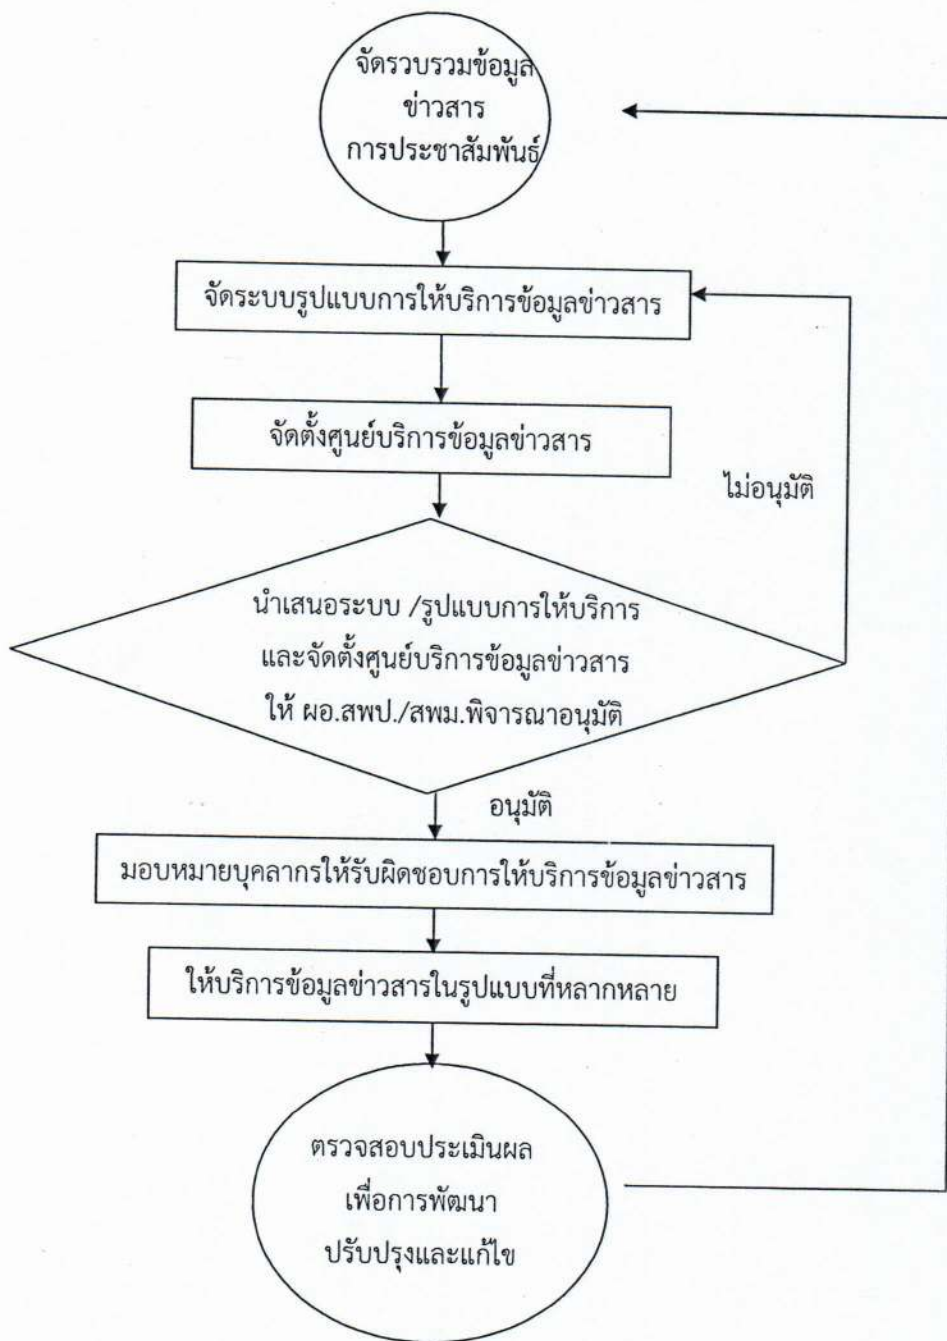 จัดรวบรวมข้อมูล
ข่าวสาร
การประชาสัมพันธ์
จัดระบบรูปแบบการให้บริการข้อมูลข่าวสาร
จัดตั้งศูนย์บริการข้อมูลข่าวสาร
ไม่อนุมัติ
นำเสนอระบบ /รูปแบบการให้บริการ
และจัดตั้งศูนย์บริการข้อมูลข่าวสาร
ให้ ผอ.สพป./สพม.พิจารณาอนุมัติ
อนุมัติ
มอบหมายบุคลากรให้รับผิดชอบการให้บริการข้อมูลข่าวสาร
ให้บริการข้อมูลข่าวสารในรูปแบบที่หลากหลาย
ตรวจสอบประเมินผล
เพื่อการพัฒนา
ปรับปรุงและแก้ไข